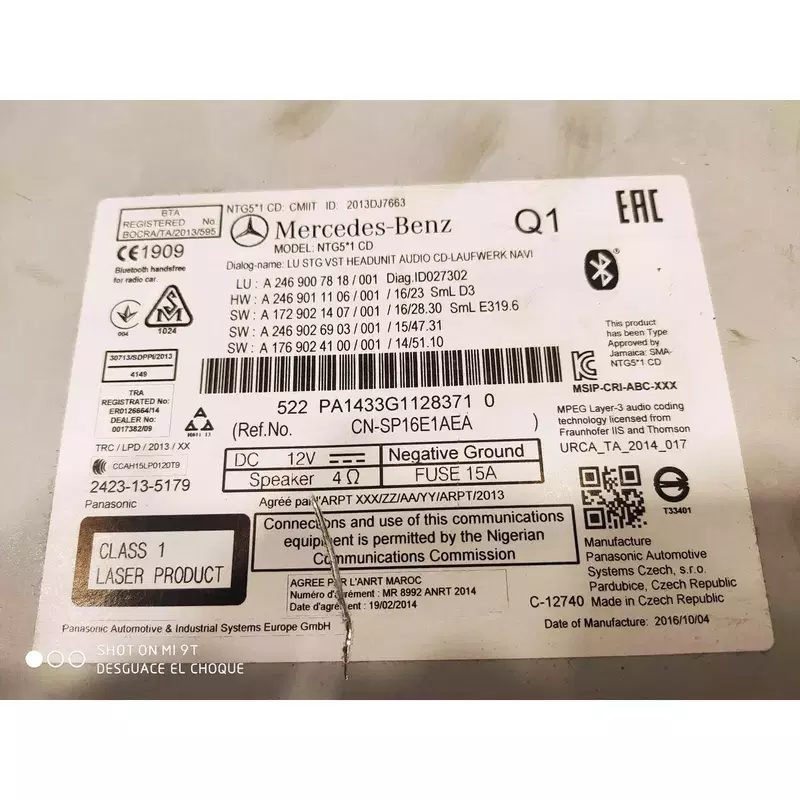 NTG5*1 CD CMIIT ID: 2013DJ7663
BTA
REGISTERED No
BOCRA/TA/2013/595
Mercedes-Benz
Q1
EAC
MODEL: NTG5*1 CD
CE1909
Bluetooth handsfree
for radio car.
Dialog-name: LU STG VST HEADUNIT AUDIO CD-LAUFWERK NAVI
LU : A 246 900 78 18 / 001 Diag.ID027302
HW : A 246 901 11 06 / 001 / 16/23 SmL D3
SW : A 172 902 14 07 / 001 / 16/28.30 SmL E319.6
SW : A 246 902 69 03 / 001 / 15/47.31
SW : A 176 902 41 00 / 001 / 14/51.10
004
1024
30713/SDPPI/2013
4149
This product
has been Type
Approved by
Jamaica: SMA-
NTG5*1 CD
MSIP-CRI-ABC-XXX
TRA
REGISTERED No:
ER0126664/14
DEALER No:
0017382/09
522 PA1433G1128371 0
(Ref.No. CN-SP16E1AEA )
MPEG Layer-3 audio coding
technology licensed from
Fraunhofer IIS and Thomson
URCA_TA_2014_017
TRC / LPD / 2013 / XX
CCAH15LP0120T9
2423-13-5179
Panasonic
DC 12V
Negative Ground
Speaker 4 Ω
FUSE 15A
Agréé par l'ARPT XXX/ZZ/AA/YY/ARPT/2013
T33401
CLASS 1
LASER PRODUCT
Connections and use of this communications
equipment is permitted by the Nigerian
Communications Commission
Manufacture
Panasonic Automotive
Systems Czech, s.r.o.
Pardubice, Czech Republic
C-12740 Made in Czech Republic
AGREE PAR L'ANRT MAROC
Numéro d'agrément : MR 8992 ANRT 2014
Date d'agrément : 19/02/2014
Panasonic Automotive & Industrial Systems Europe GmbH
Date of Manufacture: 2016/10/04
SHOT ON MI 9T
DESGUACE EL CHOQUE